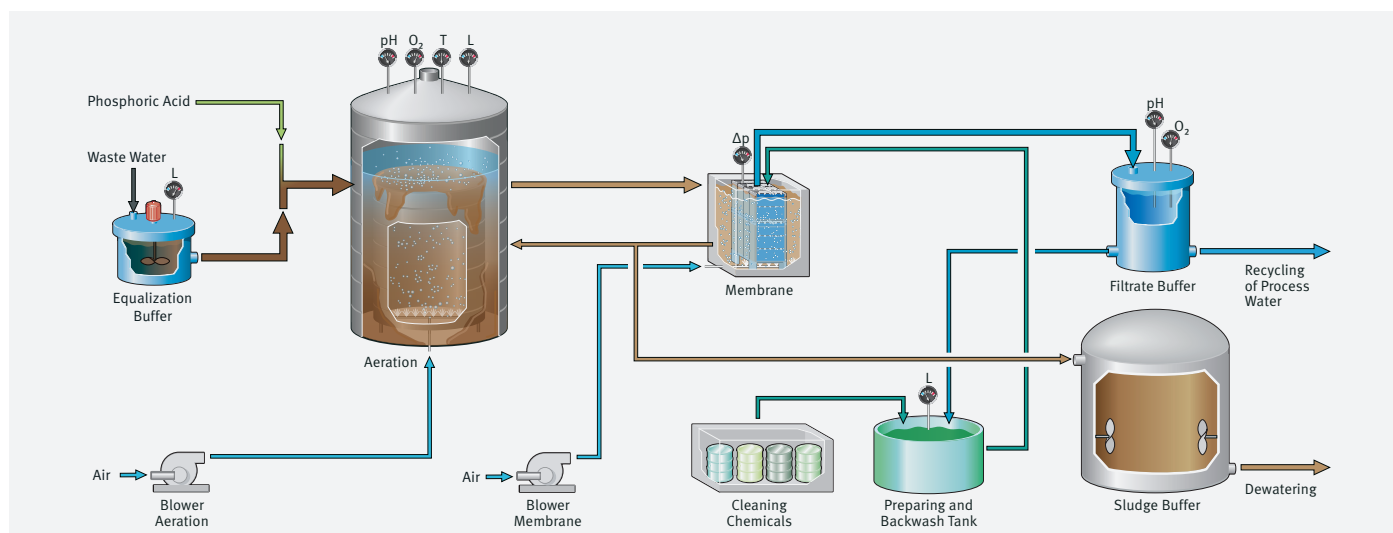 pH O₂ T L
Phosphoric Acid
Waste Water
L
Equalization
Buffer
Aeration
Air
Blower
Aeration
Δp
Membrane
Air
Blower
Membrane
Cleaning
Chemicals
L
Preparing and
Backwash Tank
pH
O₂
Filtrate Buffer
Recycling
of Process
Water
Sludge Buffer
Dewatering